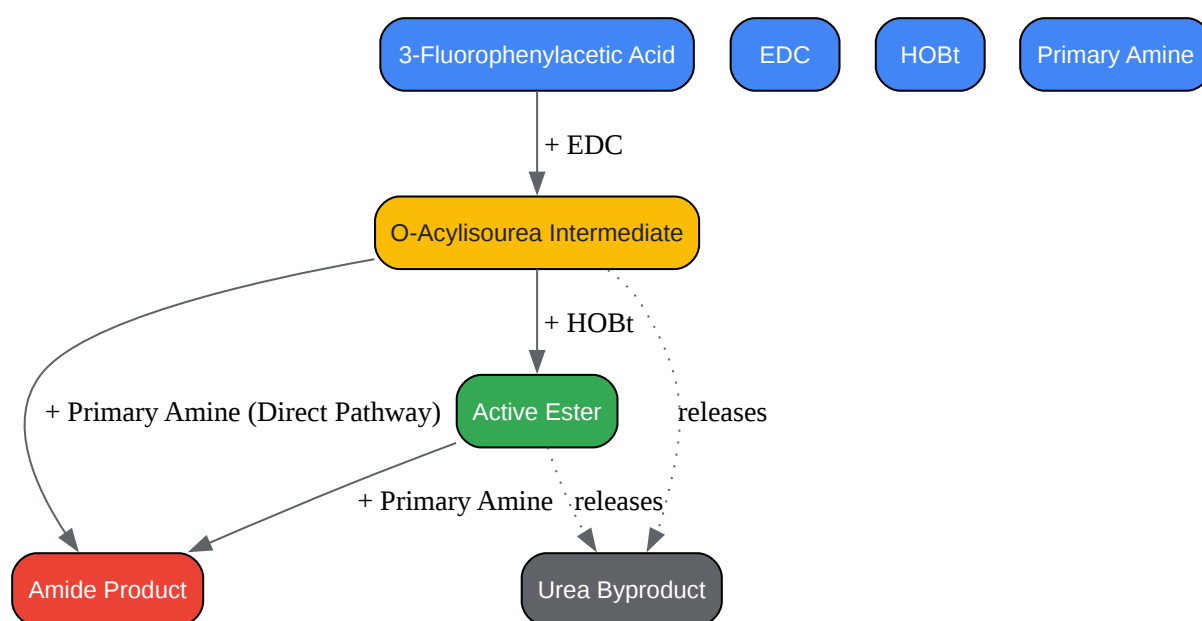 3-Fluorophenylacetic Acid
EDC
HOBt
Primary Amine
+ EDC
O-Acylisourea Intermediate
+ HOBt
+ Primary Amine (Direct Pathway)
Active Ester
releases
+ Primary Amine
releases
Amide Product
Urea Byproduct